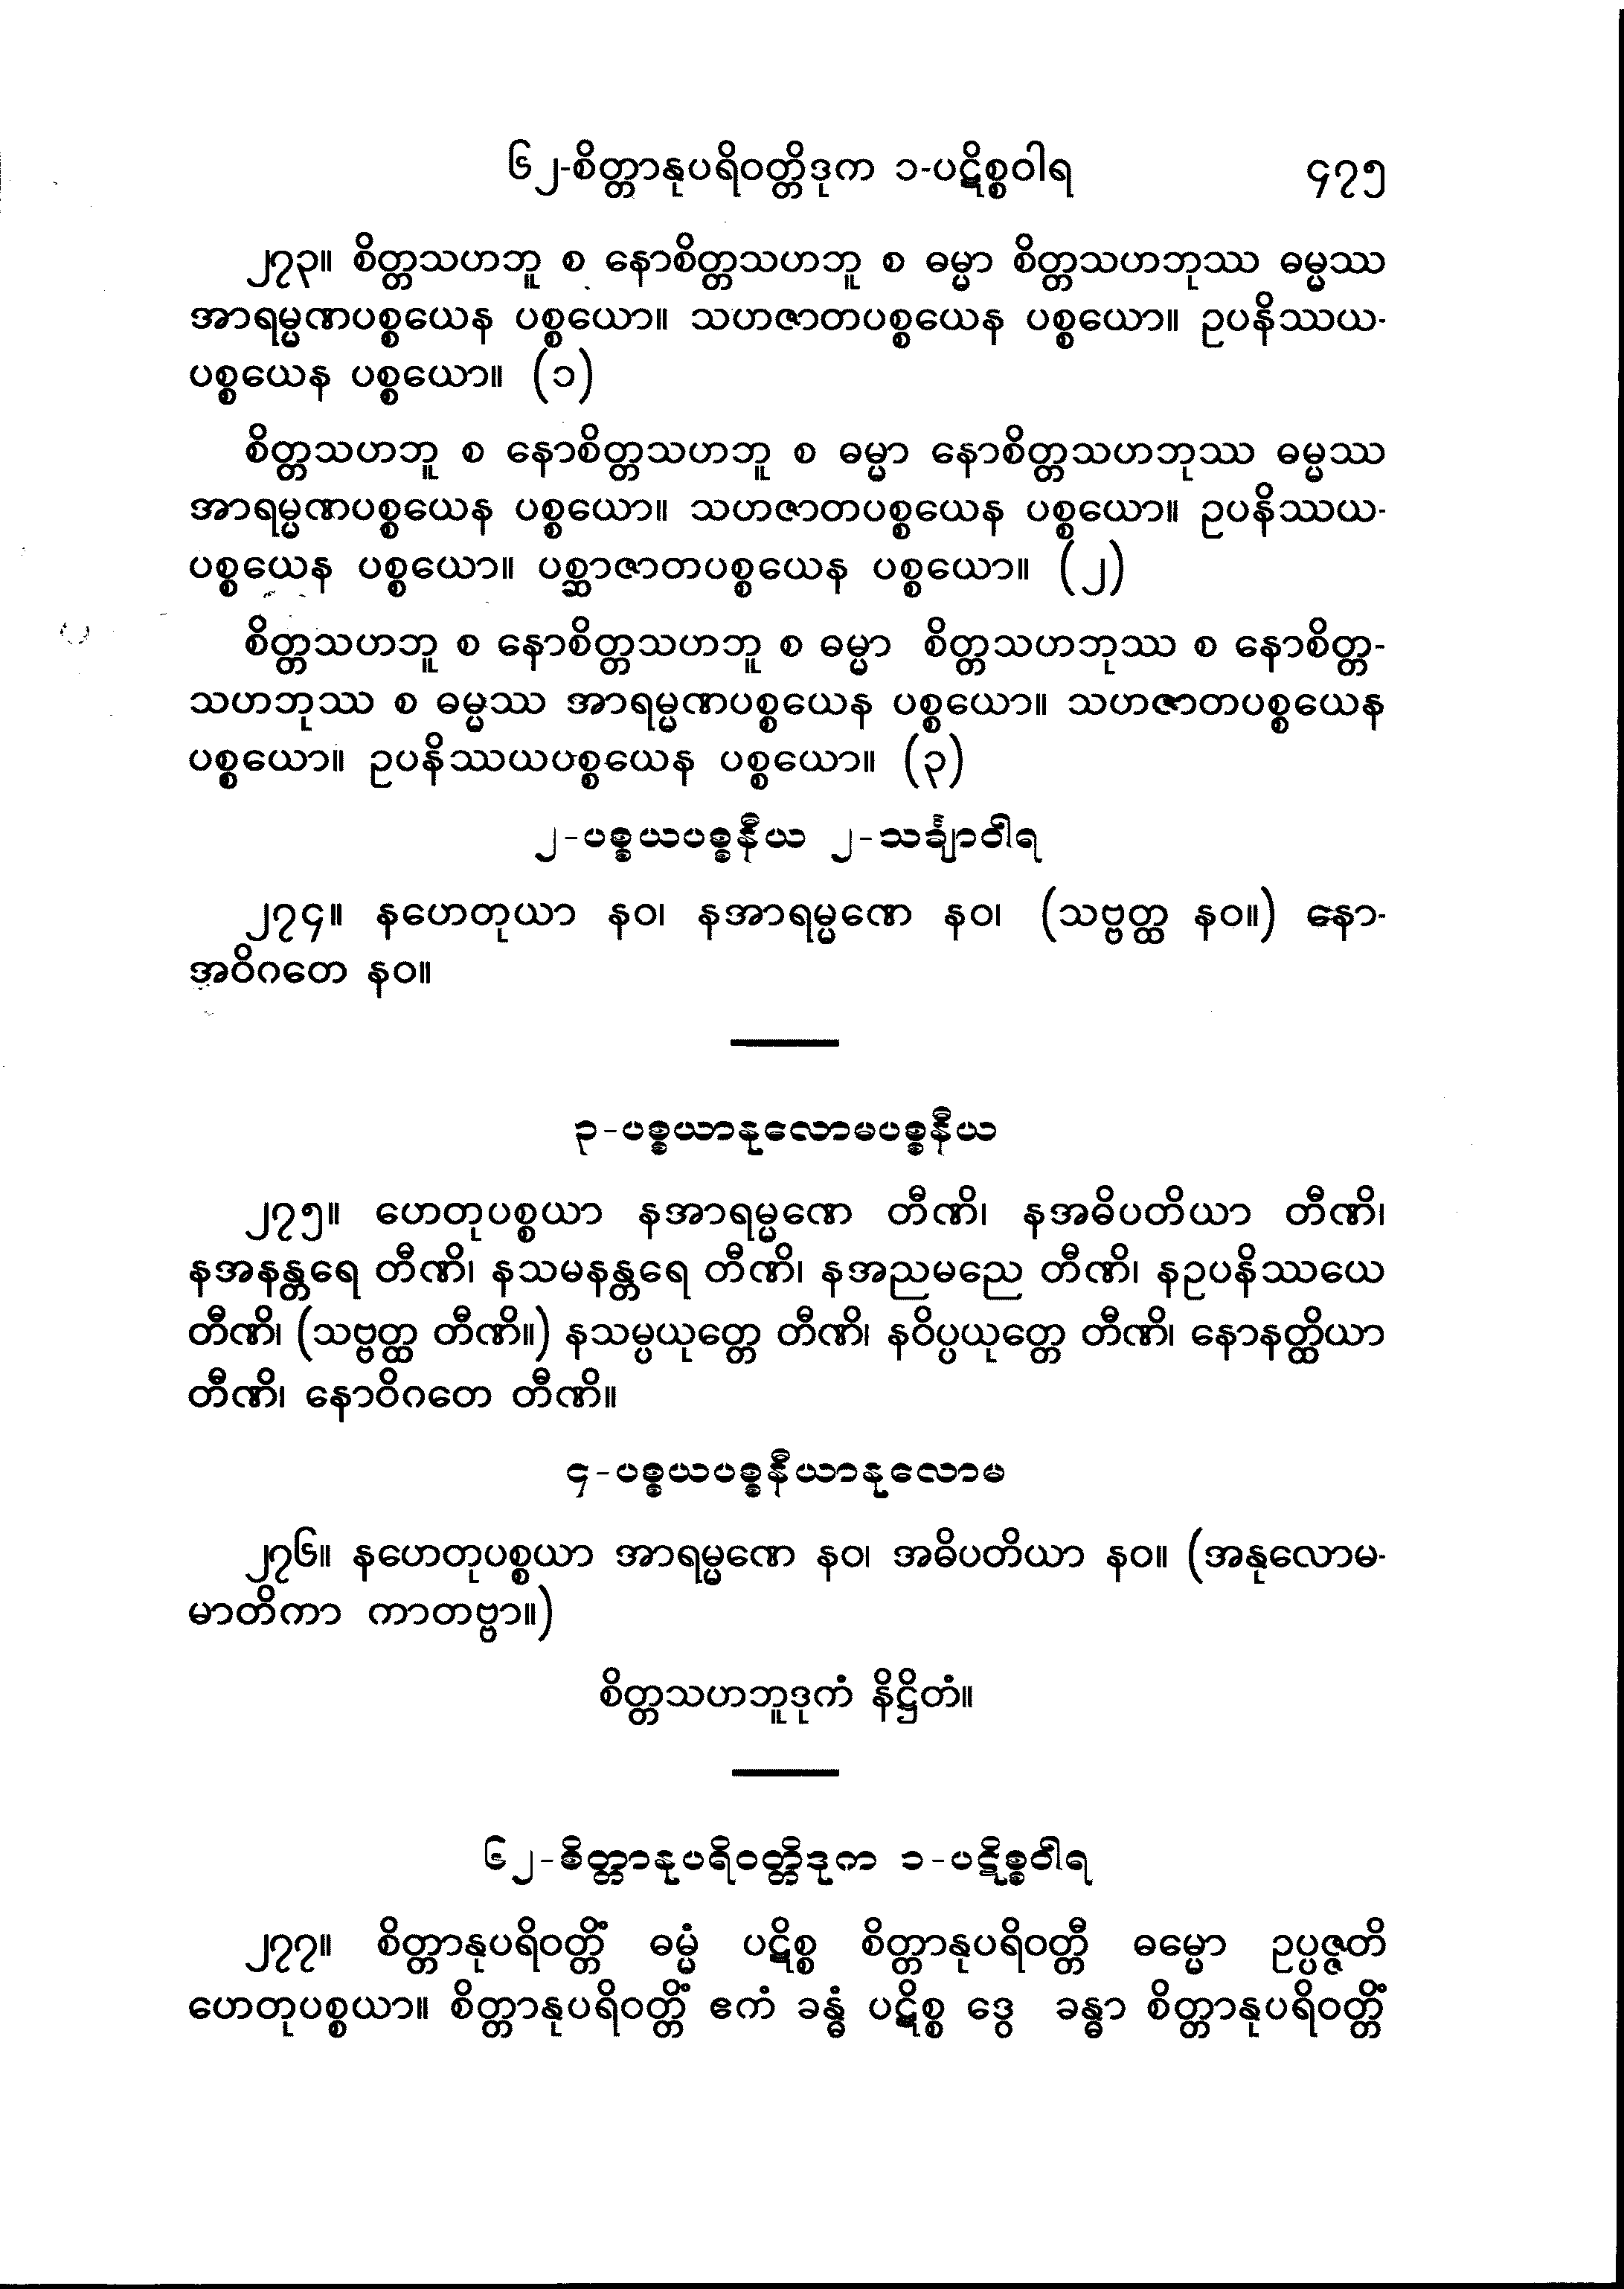 ၆၂-စိတ္တာနုပရိဝတ္တိဒုက ၁-ပဋိစ္စဝါရ ၄၇၅
၂၇၃။ စိတ္တသဟဘူ စ နောစိတ္တသဟဘူ စ ဓမ္မာ စိတ္တသဟဘုဿ ဓမ္မဿ
အာရမ္မဏပစ္စယေန ပစ္စယော။ သဟဇာတပစ္စယေန ပစ္စယော။ ဥပနိဿယ-
ပစ္စယေန ပစ္စယော။ (၁)
စိတ္တသဟဘူ စ နောစိတ္တသဟဘူ စ ဓမ္မာ နောစိတ္တသဟဘုဿ ဓမ္မဿ
အာရမ္မဏပစ္စယေန ပစ္စယော။ သဟဇာတပစ္စယေန ပစ္စယော။ ဥပနိဿယ-
ပစ္စယေန ပစ္စယော။ ပစ္ဆာဇာတပစ္စယေန ပစ္စယော။ (၂)
စိတ္တသဟဘူ စ နောစိတ္တသဟဘူ စ ဓမ္မာ စိတ္တသဟဘုဿ စ နောစိတ္တ-
သဟဘုဿ စ ဓမ္မဿ အာရမ္မဏပစ္စယေန ပစ္စယော။ သဟဇာတပစ္စယေန
ပစ္စယော။ ဥပနိဿယပစ္စယေန ပစ္စယော။ (၃)
၂-ပစ္စယပစ္စနီယ ၂-သင်္ချာဝါရ
၂၇၄။ နဟေတုယာ နဝ၊ နအာရမ္မဏေ နဝ၊ (သဗ္ဗတ္ထ နဝ။) နော-
အဝိဂတေ နဝ။
၃-ပစ္စယာနုလောမပစ္စနီယ
၂၇၅။ ဟေတုပစ္စယာ နအာရမ္မဏေ တီဏိ၊ နအဓိပတိယာ တီဏိ၊
နအနန္တရေ တီဏိ၊ နသမနန္တရေ တီဏိ၊ နအညမညေ တီဏိ၊ နဥပနိဿယေ
တီဏိ၊ (သဗ္ဗတ္ထ တီဏိ။) နသမ္ပယုတ္တေ တီဏိ၊ နဝိပ္ပယုတ္တေ တီဏိ၊ နောနတ္ထိယာ
တီဏိ၊ နောဝိဂတေ တီဏိ။
၄-ပစ္စယပစ္စနီယာနုလောမ
၂၇၆။ နဟေတုပစ္စယာ အာရမ္မဏေ နဝ၊ အဓိပတိယာ နဝ။ (အနုလောမ-
မာတိကာ ကာတဗ္ဗာ။)
စိတ္တသဟဘူဒုကံ နိဋ္ဌိတံ။
၆၂-စိတ္တာနုပရိဝတ္တိဒုက ၁-ပဋိစ္စဝါရ
၂၇၇။ စိတ္တာနုပရိဝတ္တိံ ဓမ္မံ ပဋိစ္စ စိတ္တာနုပရိဝတ္တီ ဓမ္မော ဥပ္ပဇ္ဇတိ
ဟေတုပစ္စယာ။ စိတ္တာနုပရိဝတ္တိံ ဧကံ ခန္ဓံ ပဋိစ္စ ဒွေ ခန္ဓာ စိတ္တာနုပရိဝတ္တိံ